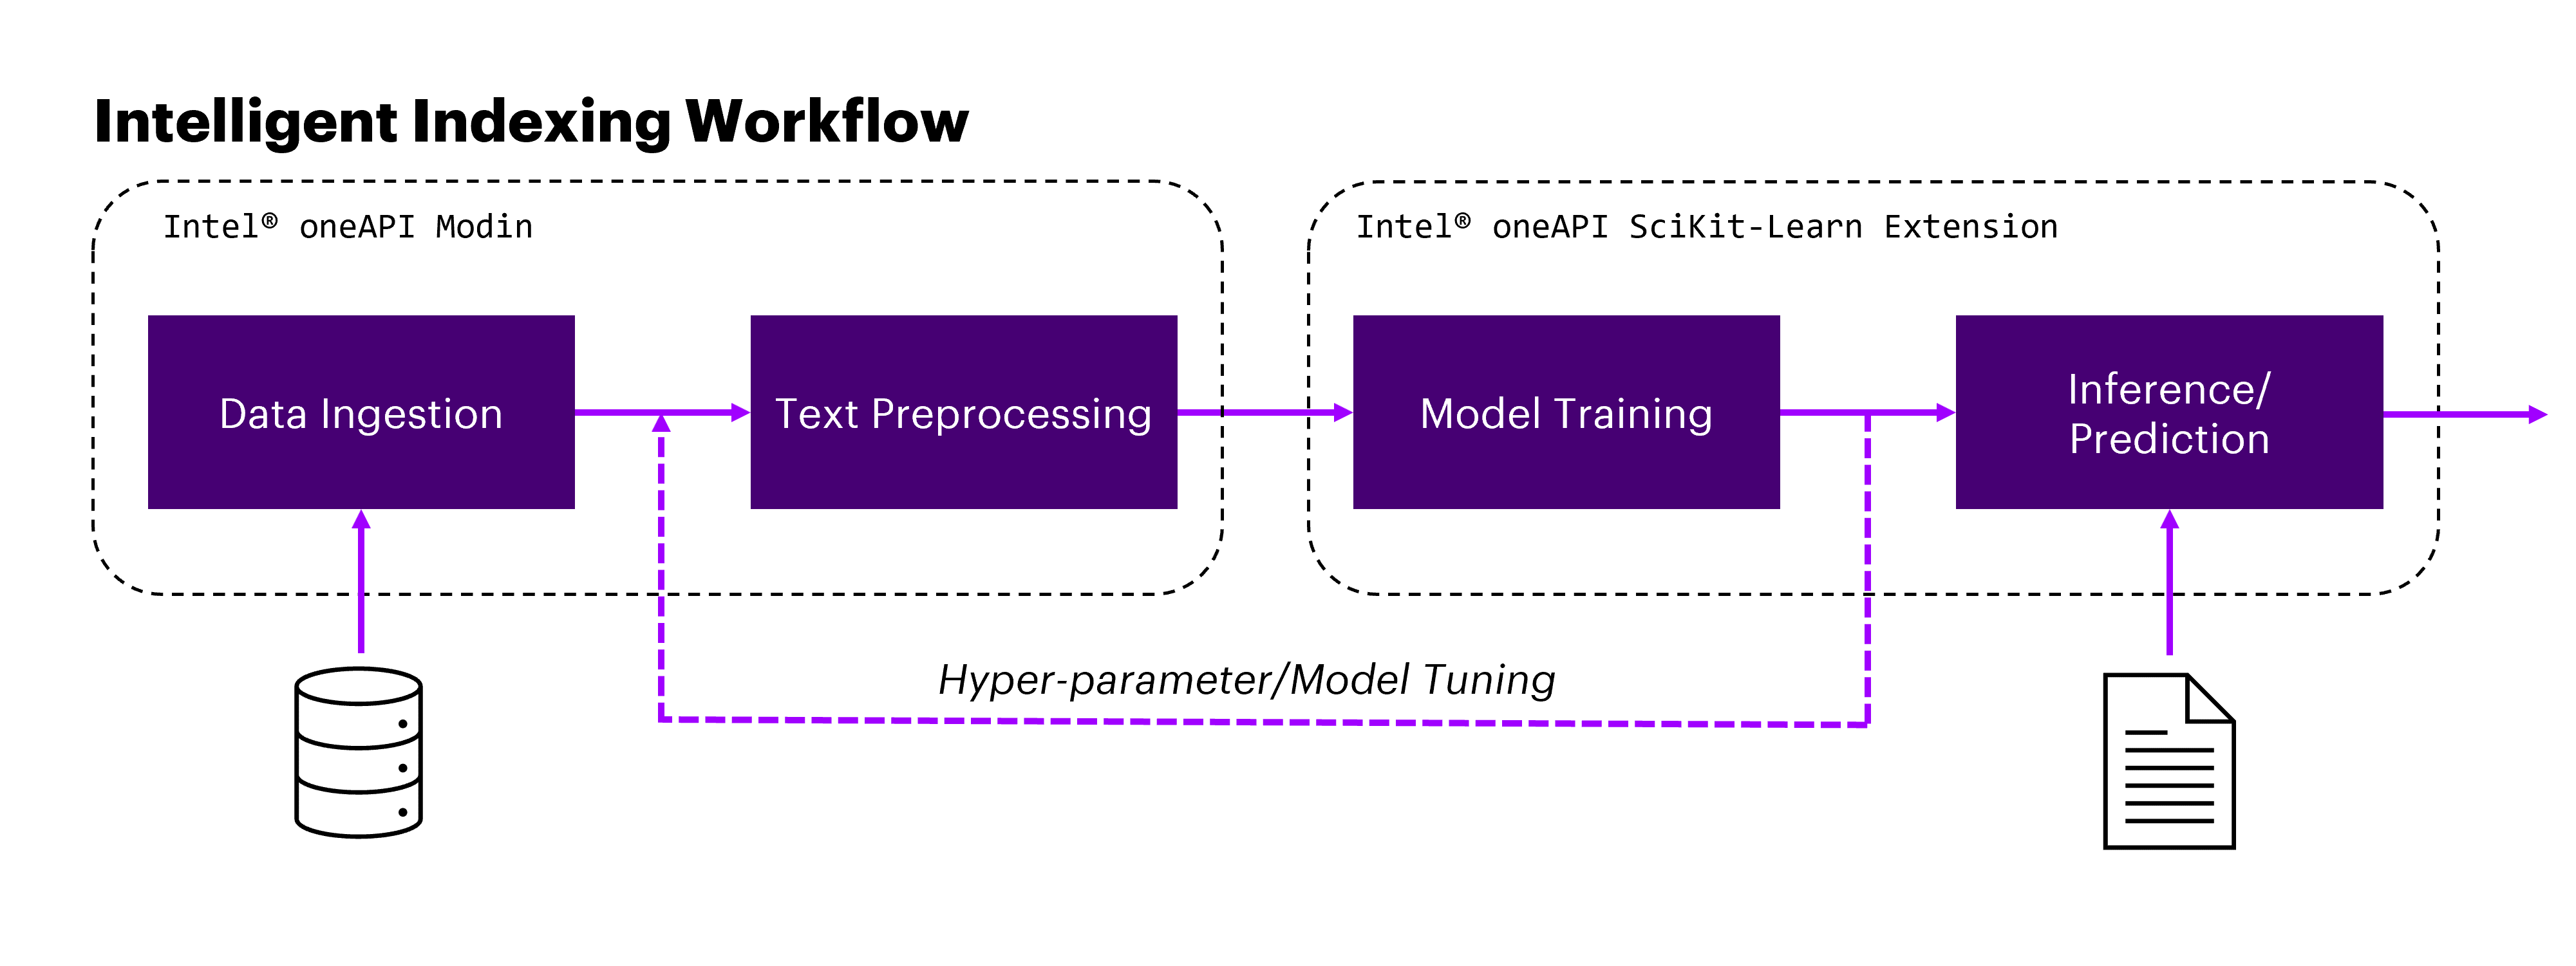 Intelligent Indexing Workflow
Intel® oneAPI Modin
Intel® oneAPI SciKit-Learn Extension
Data Ingestion
Text Preprocessing
Model Training
Inference/
Prediction
Hyper-parameter/Model Tuning